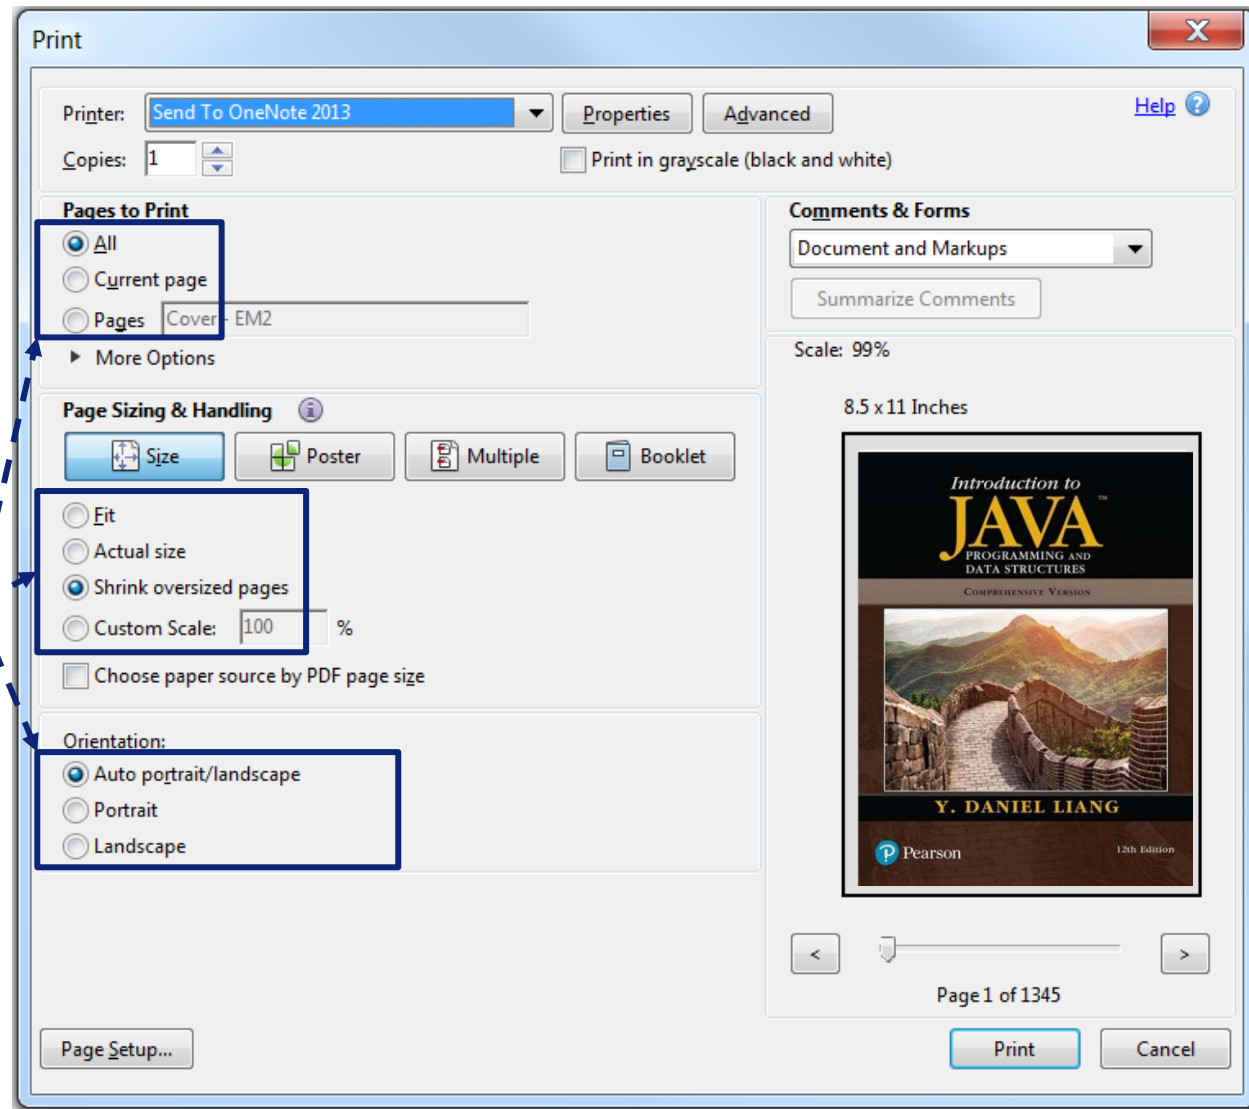 Print
X
Printer: Send To OneNote 2013 Properties Advanced Help ?
Copies: 1 Print in grayscale (black and white)
Pages to Print
All
Current page
Pages Cover - EM2
More Options
Page Sizing & Handling i
Size Poster Multiple Booklet
Fit
Actual size
Shrink oversized pages
Custom Scale: 100 %
Choose paper source by PDF page size
Orientation:
Auto portrait/landscape
Portrait
Landscape
Comments & Forms
Document and Markups
Summarize Comments
Scale: 99%
8.5 x 11 Inches
Introduction to
JAVA™
PROGRAMMING AND
DATA STRUCTURES
COMPREHENSIVE VERSION
Y. DANIEL LIANG
P Pearson 12th Edition
< >
Page 1 of 1345
Page Setup... Print Cancel